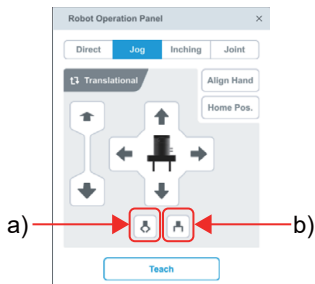 Robot Operation Panel ×
Direct Jog Inching Joint
Translational
Align Hand
Home Pos.
a)
b)
Teach